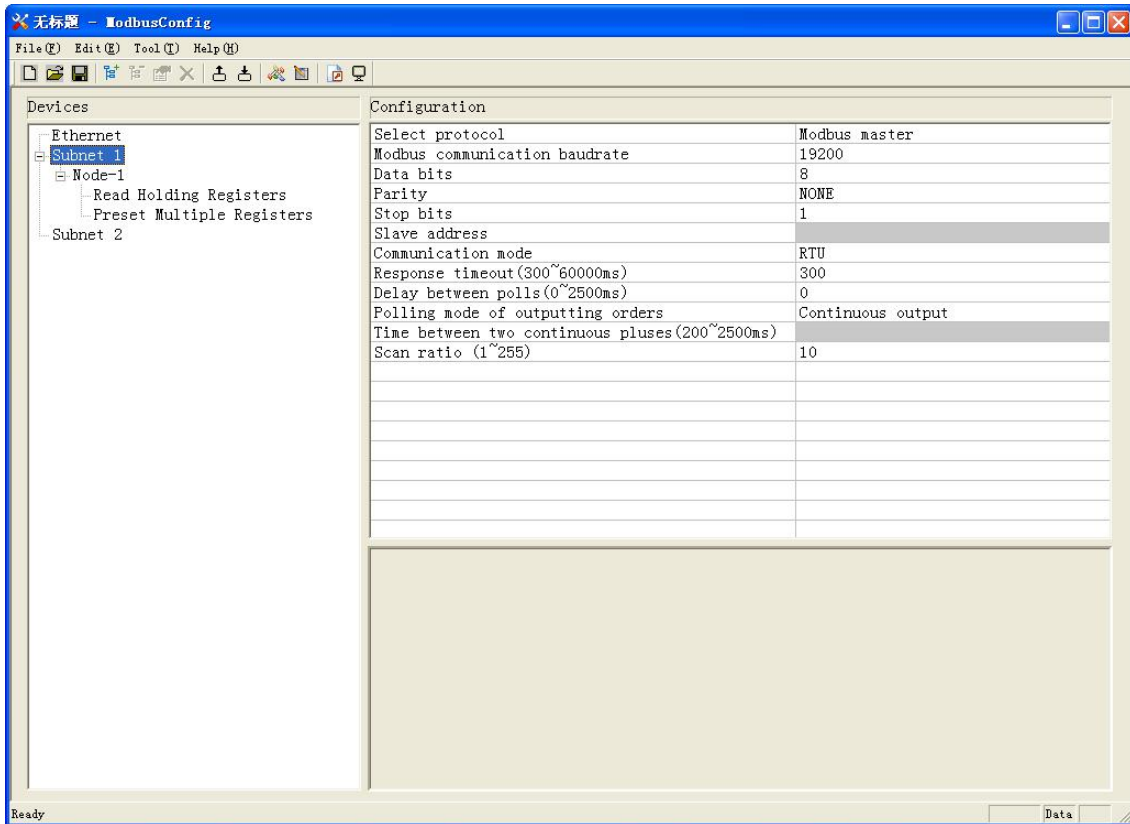 无标题 - ModbusConfig
File(F) Edit(E) Tool(T) Help(H)
Devices
Ethernet
Subnet 1
Node-1
Read Holding Registers
Preset Multiple Registers
Subnet 2
Configuration
Select protocol Modbus master
Modbus communication baudrate 19200
Data bits 8
Parity NONE
Stop bits 1
Slave address
Communication mode RTU
Response timeout(300~60000ms) 300
Delay between polls(0~2500ms) 0
Polling mode of outputting orders Continuous output
Time between two continuous pluses(200~2500ms)
Scan ratio (1~255) 10
Ready Data